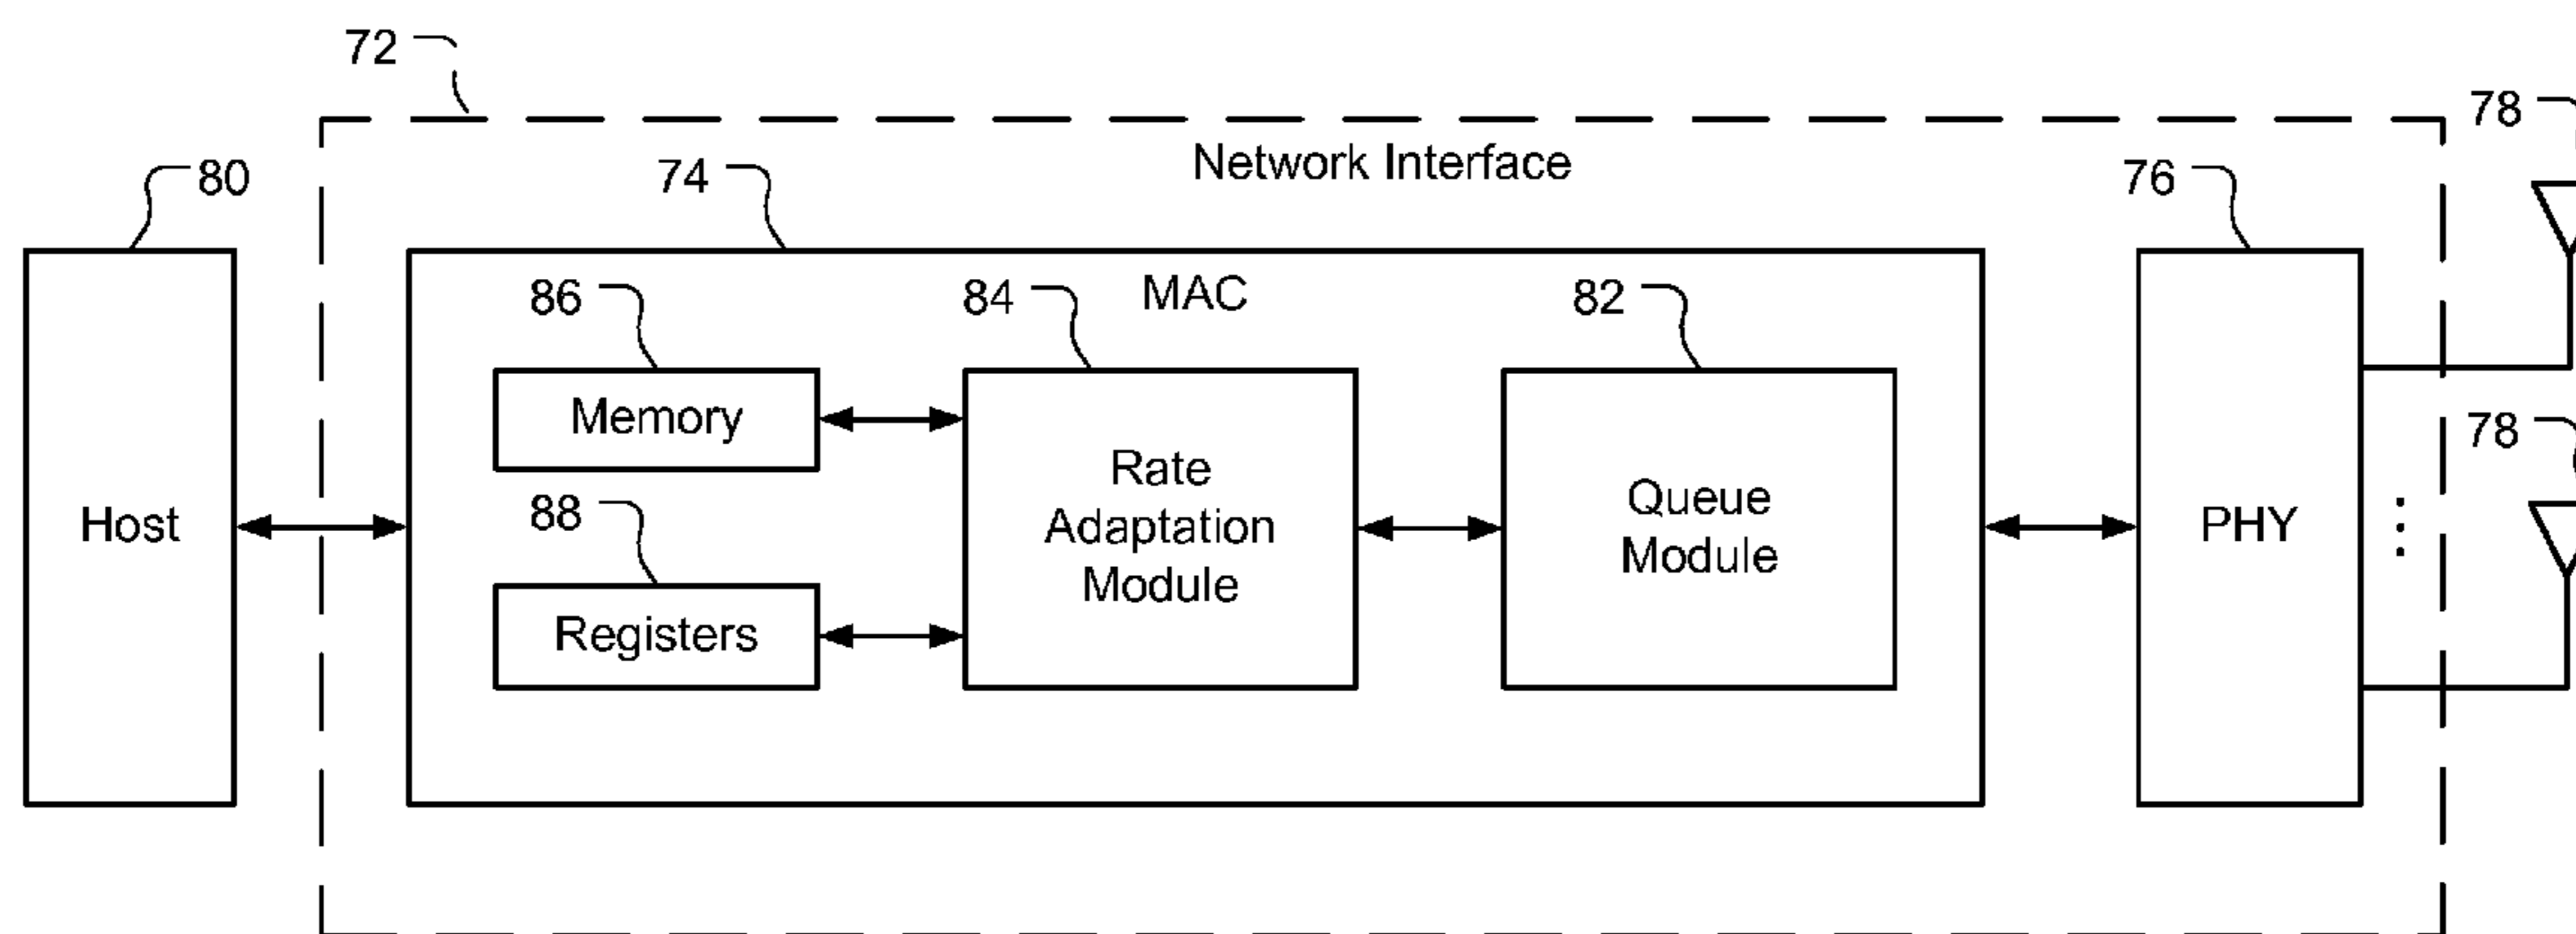 72
78
Network Interface
80
74
76
MAC
86
84
82
Memory
Rate
Adaptation
Module
Queue
Module
Host
PHY
78
88
Registers